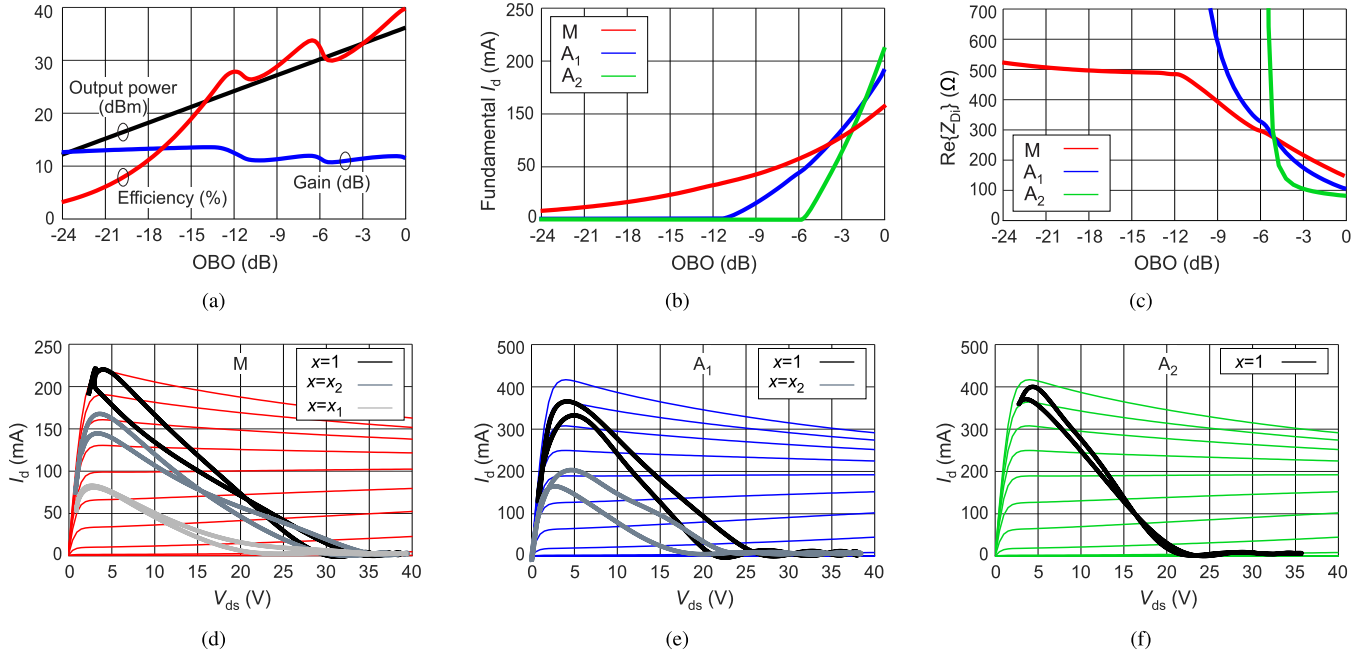 40
30
20
10
0
Output power
(dBm)
Efficiency (%)
Gain (dB)
-24 -21 -18 -15 -12 -9 -6 -3 0
OBO (dB)
(a)
Fundamental I_d (mA)
250
200
150
100
50
0
M
A_1
A_2
-24 -21 -18 -15 -12 -9 -6 -3 0
OBO (dB)
(b)
Re{Z_Di} (Ω)
700
600
500
400
300
200
100
0
M
A_1
A_2
-24 -21 -18 -15 -12 -9 -6 -3 0
OBO (dB)
(c)
I_d (mA)
250
200
150
100
50
0
M
x=1
x=x_2
x=x_1
0 5 10 15 20 25 30 35 40
V_ds (V)
(d)
I_d (mA)
500
400
300
200
100
0
A_1
x=1
x=x_2
0 5 10 15 20 25 30 35 40
V_ds (V)
(e)
I_d (mA)
500
400
300
200
100
0
A_2
x=1
0 5 10 15 20 25 30 35 40
V_ds (V)
(f)